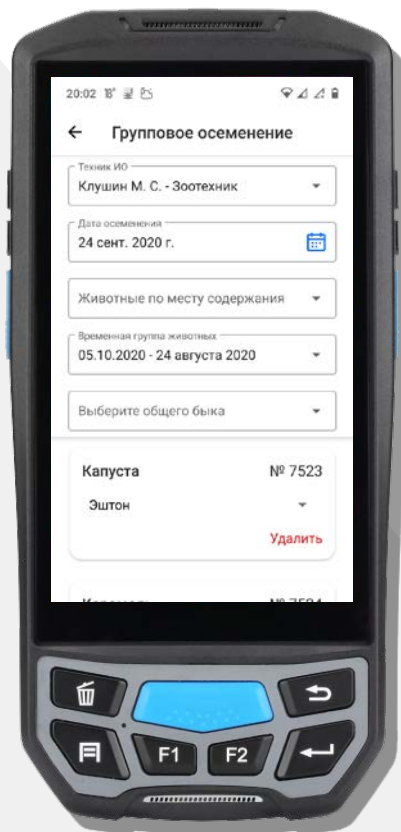 20:02 18°
Групповое осеменение
Техник ИО
Клушин М. С. - Зоотехник
Дата осеменения
24 сент. 2020 г.
Животные по месту содержания
Временная группа животных
05.10.2020 - 24 августа 2020
Выберите общего быка
Капуста № 7523
Эштон
Удалить
F1 F2